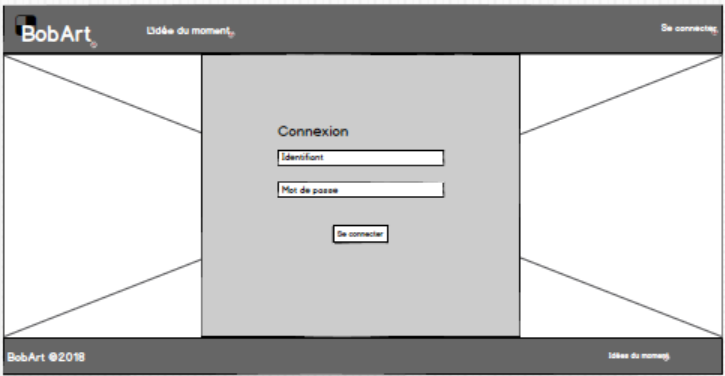 BobArt
L'idée du moment
Se connecter
Connexion
Identifiant
Mot de passe
Se connecter
BobArt ©2018
Idées du moment